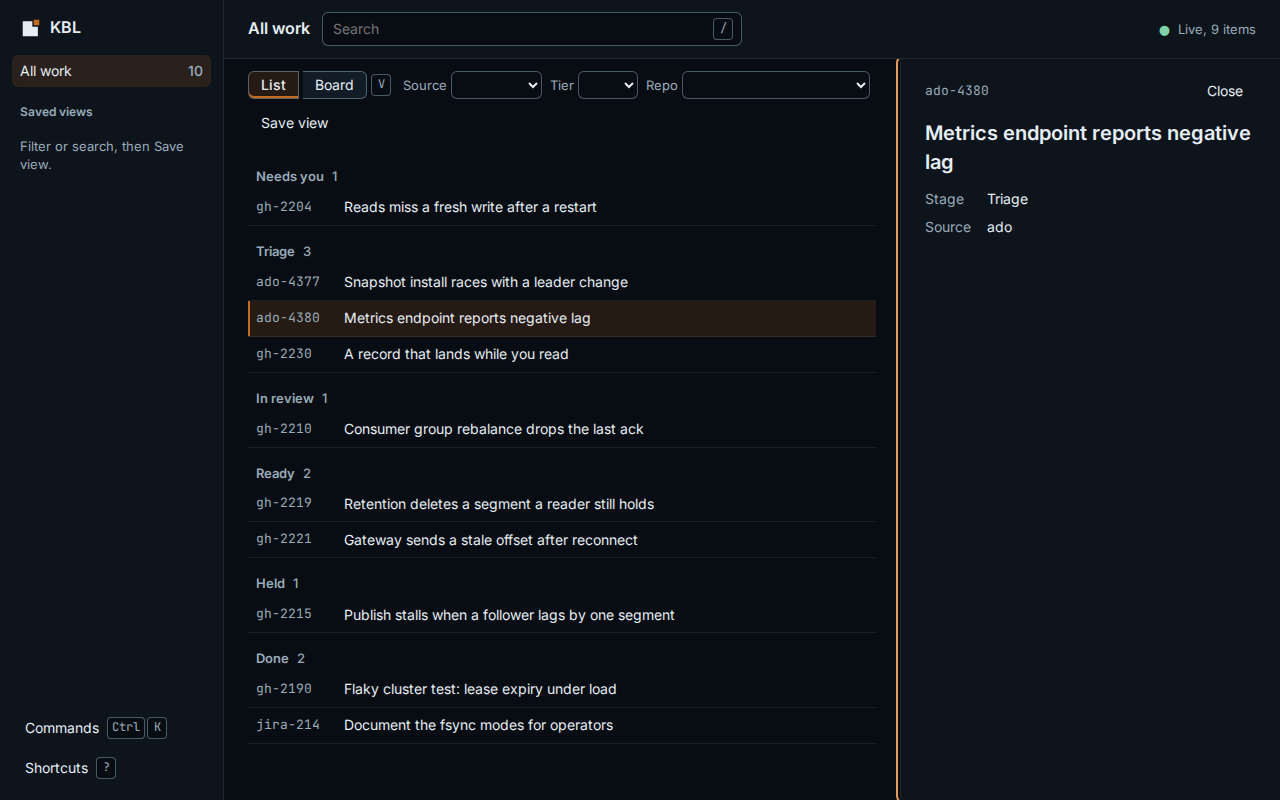 KBL
All work 10
Saved views
Filter or search, then Save
view.
Commands Ctrl K
Shortcuts ?
All work Search /
Live, 9 items
List Board V Source Tier Repo
Save view
Needs you 1
gh-2204 Reads miss a fresh write after a restart
Triage 3
ado-4377 Snapshot install races with a leader change
ado-4380 Metrics endpoint reports negative lag
gh-2230 A record that lands while you read
In review 1
gh-2210 Consumer group rebalance drops the last ack
Ready 2
gh-2219 Retention deletes a segment a reader still holds
gh-2221 Gateway sends a stale offset after reconnect
Held 1
gh-2215 Publish stalls when a follower lags by one segment
Done 2
gh-2190 Flaky cluster test: lease expiry under load
jira-214 Document the fsync modes for operators
ado-4380 Close
Metrics endpoint reports negative
lag
Stage Triage
Source ado